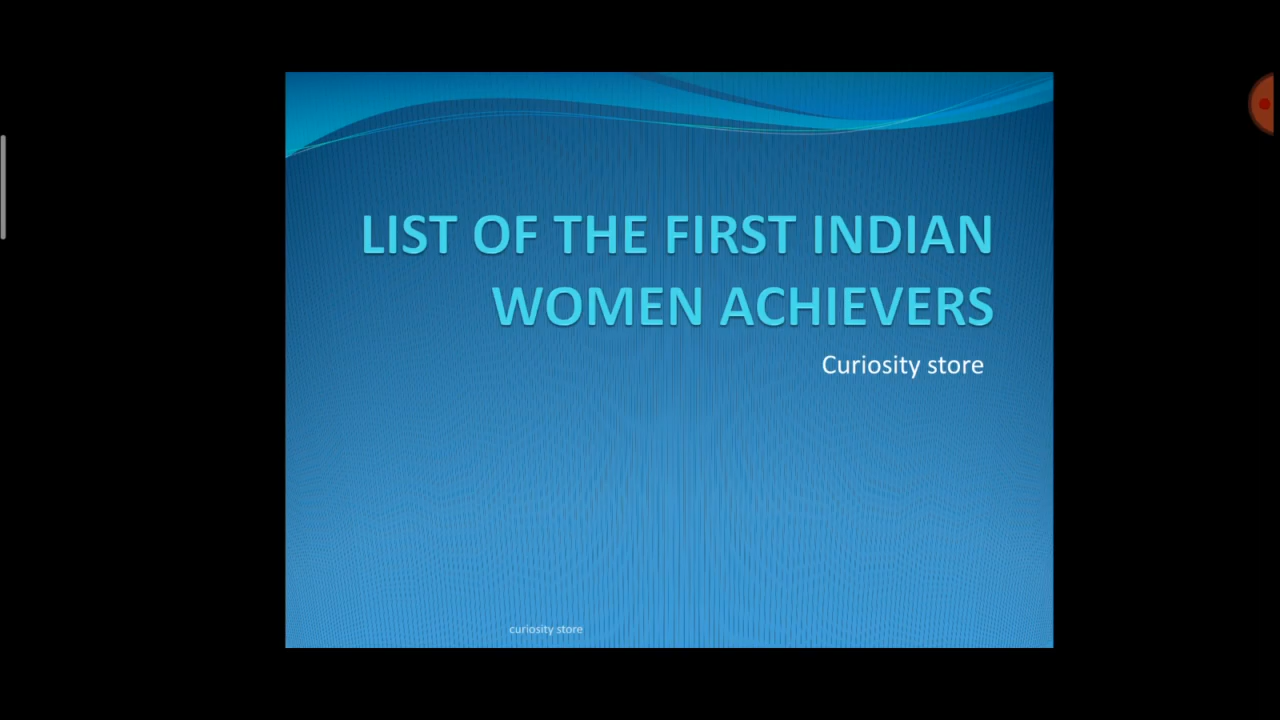 LIST OF THE FIRST INDIAN
WOMEN ACHIEVERS
Curiosity store
curiosity store